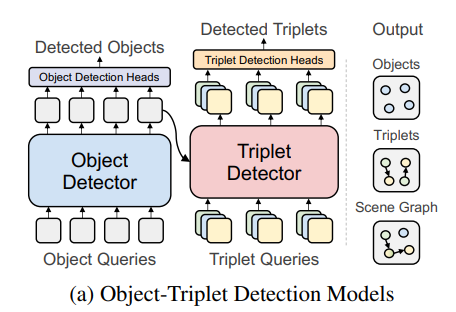 Detected Objects
Object Detection Heads
Object
Detector
Object Queries
Detected Triplets
Triplet Detection Heads
Triplet
Detector
Triplet Queries
Output
Objects
Triplets
Scene Graph
(a) Object-Triplet Detection Models